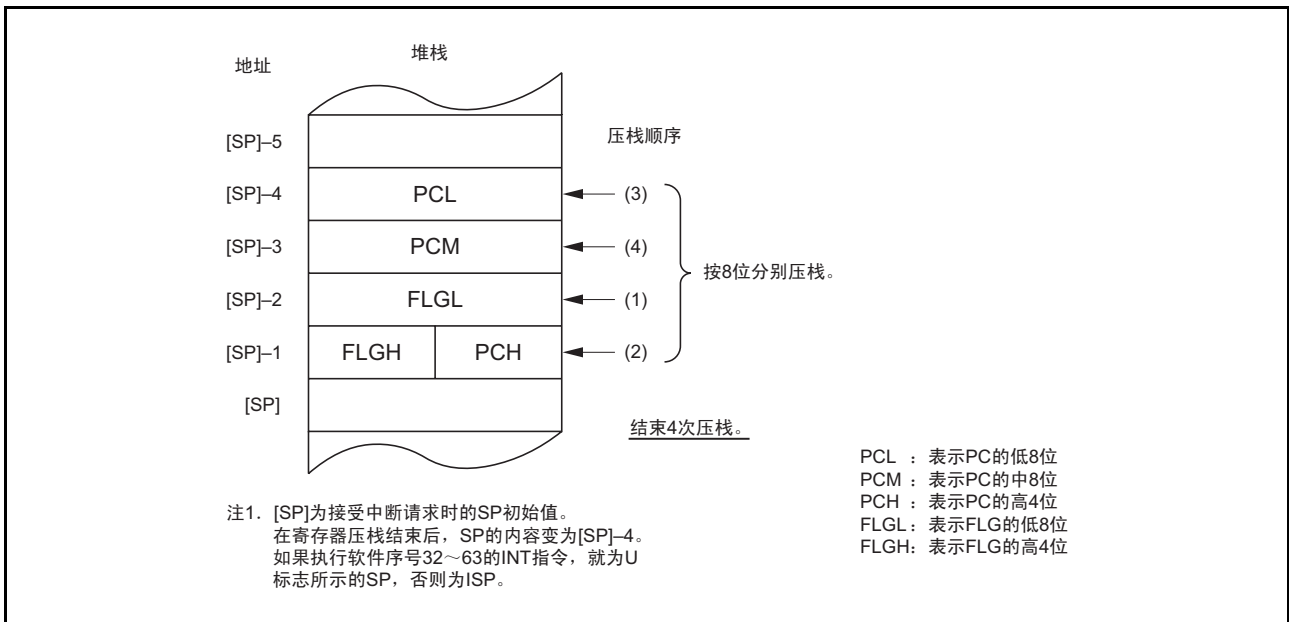 地址
堆栈
[SP]–5
压栈顺序
[SP]–4
PCL
(3)
[SP]–3
PCM
(4)
按8位分别压栈。
[SP]–2
FLGL
(1)
[SP]–1
FLGH
PCH
(2)
[SP]
结束4次压栈。
PCL ：表示PC的低8位
PCM ：表示PC的中8位
PCH ：表示PC的高4位
FLGL：表示FLG的低8位
FLGH：表示FLG的高4位
注1. [SP]为接受中断请求时的SP初始值。
在寄存器压栈结束后，SP的内容变为[SP]–4。
如果执行软件序号32～63的INT指令，就为U
标志所示的SP，否则为ISP。